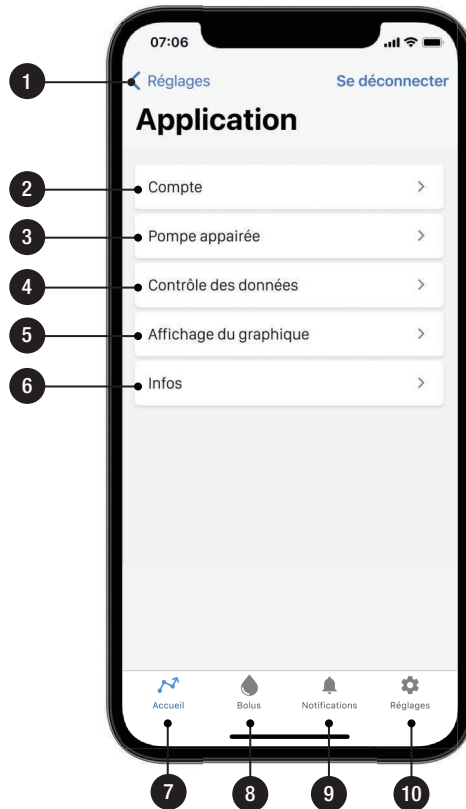 07:06
1
Réglages
Se déconnecter
Application
2
Compte
3
Pompe appairée
4
Contrôle des données
5
Affichage du graphique
6
Infos
Accueil
Bolus
Notifications
Réglages
7
8
9
10